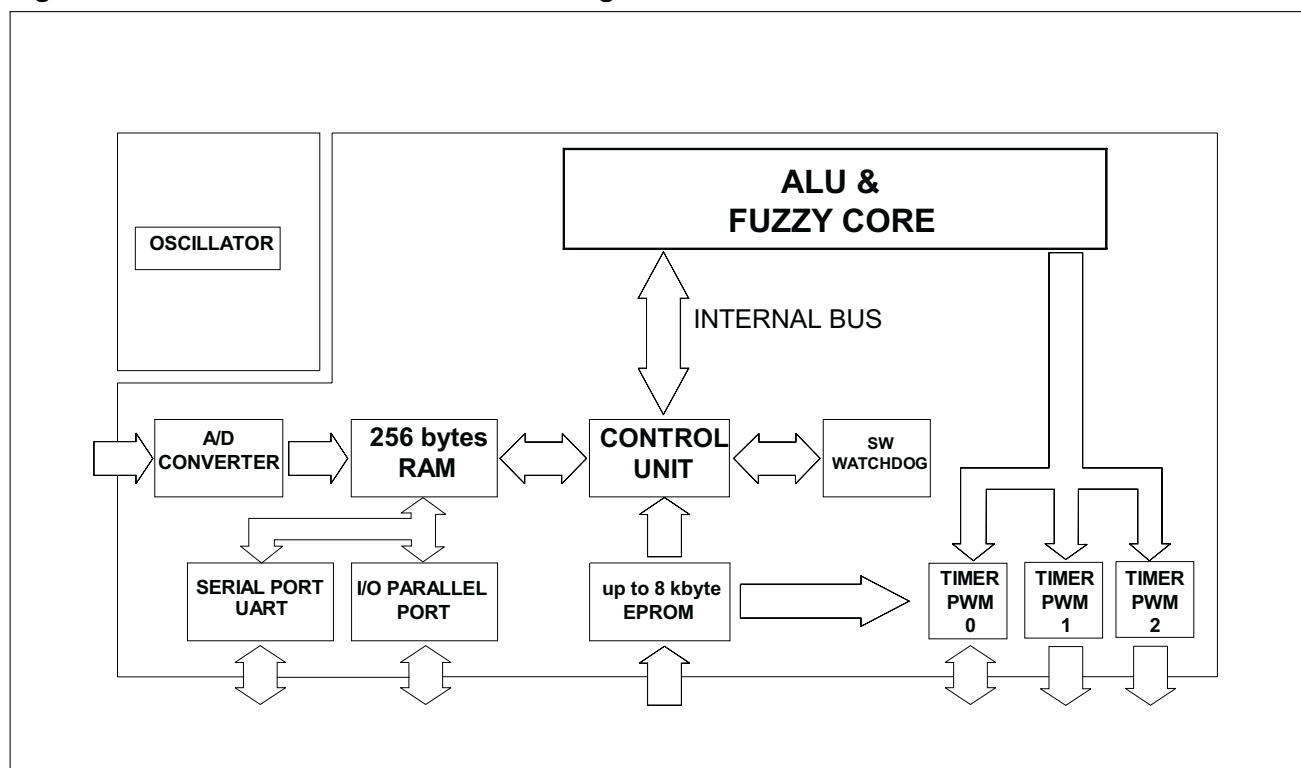 ALU &
FUZZY CORE
OSCILLATOR
INTERNAL BUS
A/D
CONVERTER
256 bytes
RAM
CONTROL
UNIT
SW
WATCHDOG
SERIAL PORT
UART
I/O PARALLEL
PORT
up to 8 kbyte
EPROM
TIMER
PWM
0
TIMER
PWM
1
TIMER
PWM
2